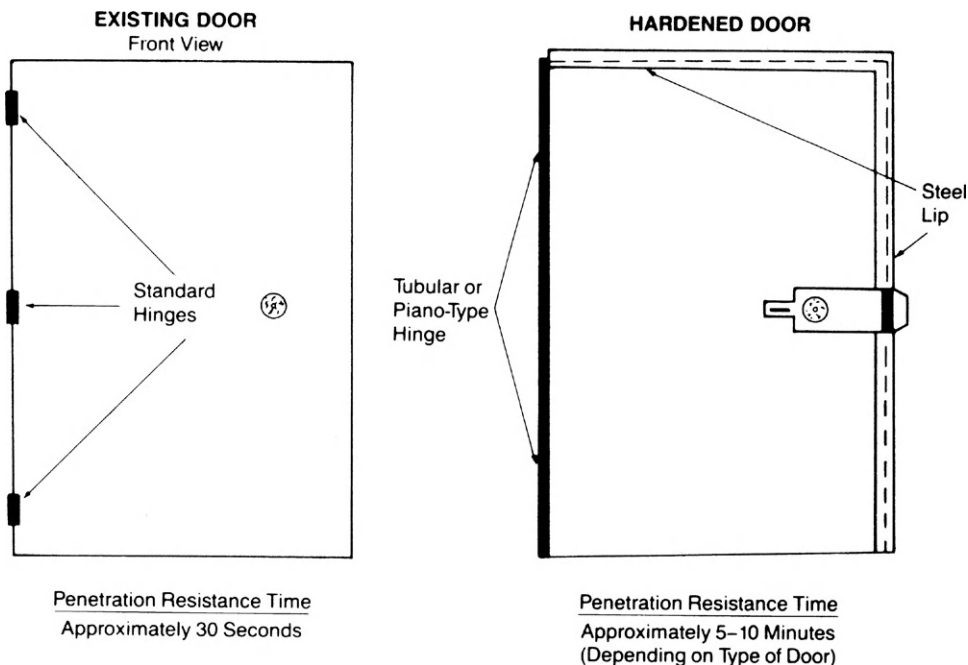 EXISTING DOOR
Front View
Standard
Hinges
Penetration Resistance Time
Approximately 30 Seconds
HARDENED DOOR
Steel
Lip
Tubular or
Piano-Type
Hinge
Penetration Resistance Time
Approximately 5–10 Minutes
(Depending on Type of Door)